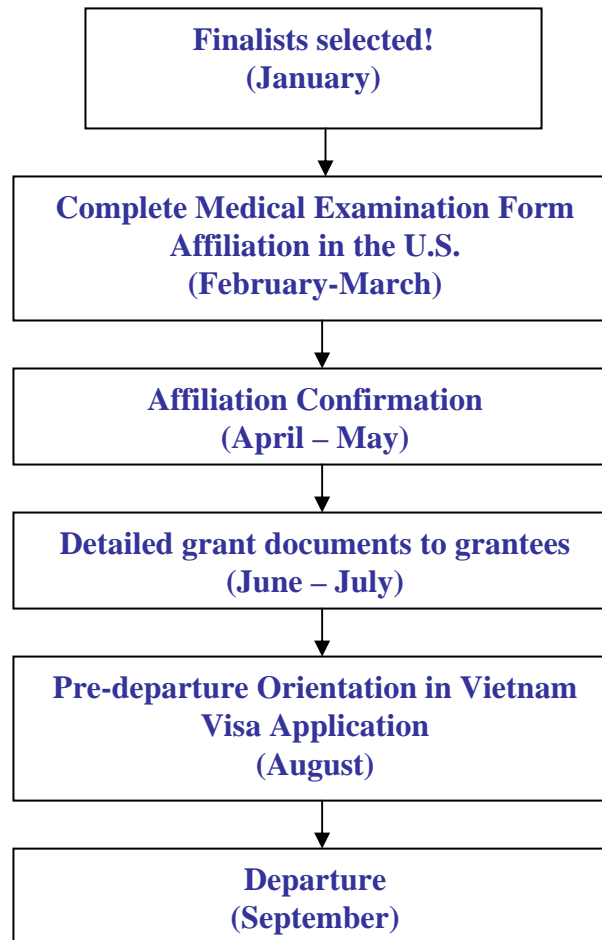 Finalists selected!
(January)
Complete Medical Examination Form
Affiliation in the U.S.
(February-March)
Affiliation Confirmation
(April – May)
Detailed grant documents to grantees
(June – July)
Pre-departure Orientation in Vietnam
Visa Application
(August)
Departure
(September)